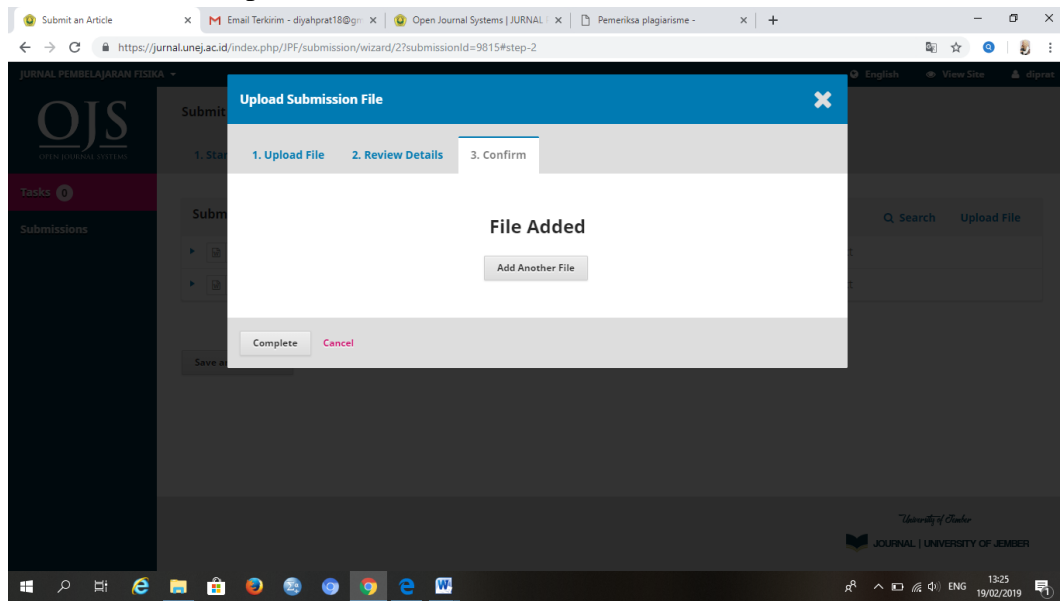 Submit an Article
Email Terkirim - diyahprat18@gm
Open Journal Systems | JURNAL
Pemeriksa plagiarisme -
https://jurnal.unej.ac.id/index.php/JPF/submission/wizard/2?submissionId=9815#step-2
JURNAL PEMBELAJARAN FISIKA
English View Site diprat
OJS
OPEN JOURNAL SYSTEMS
Submit
Upload Submission File
1. Upload File 2. Review Details 3. Confirm
Tasks 0
Submissions
Search Upload File
File Added
Add Another File
Complete Cancel
University of Jember
JOURNAL | UNIVERSITY OF JEMBER
ENG 13:25
19/02/2019
1